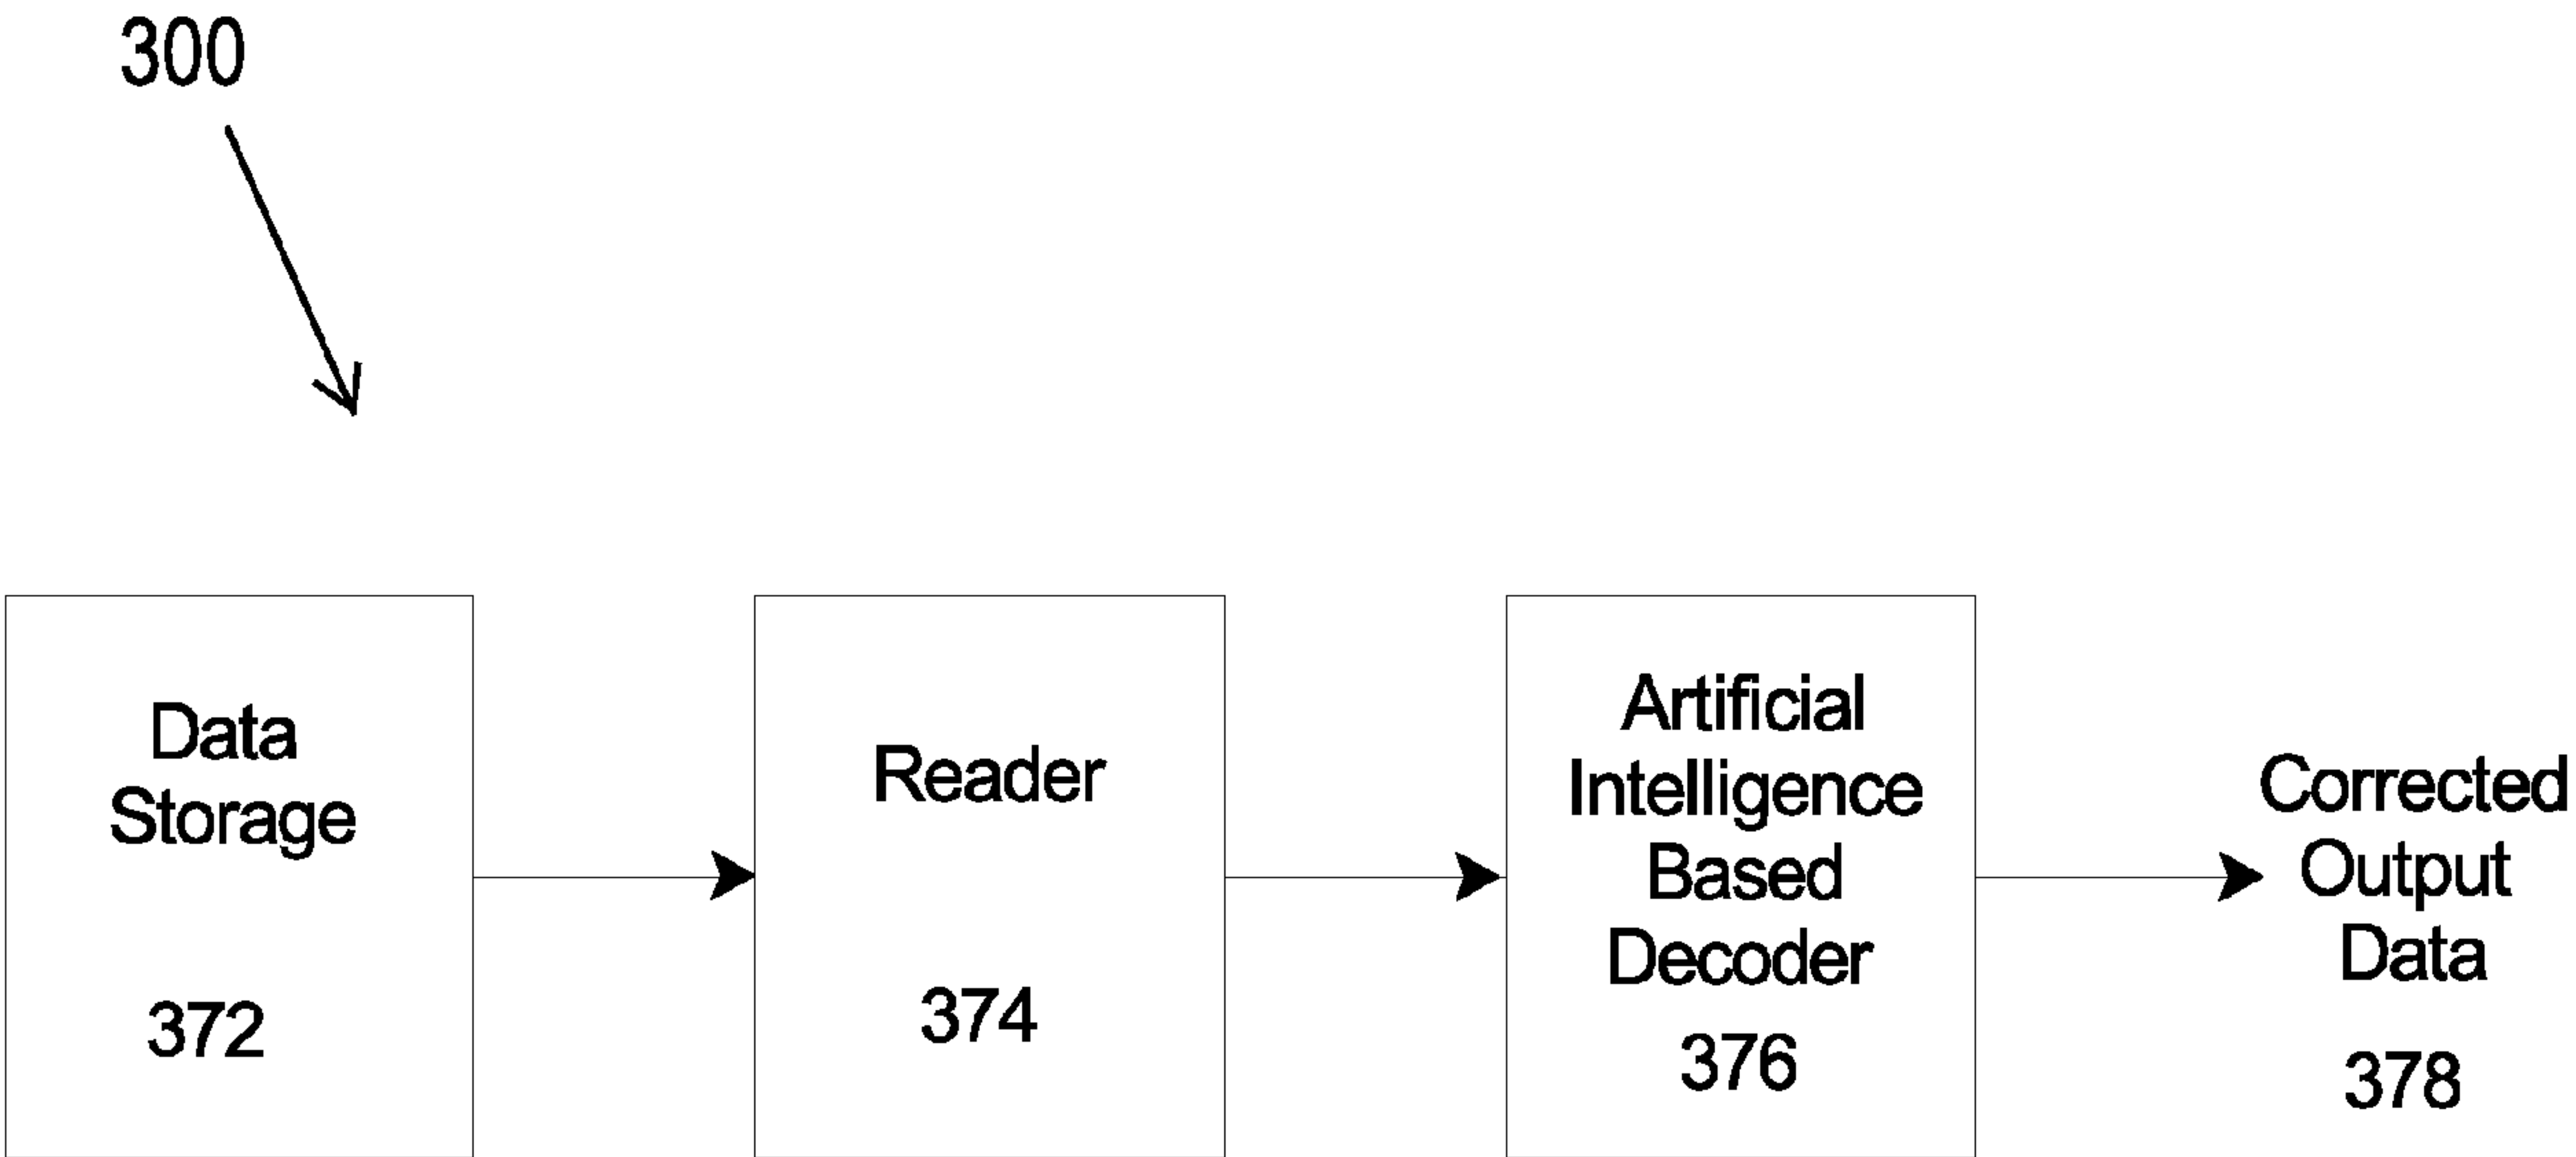 300
Data
Storage
372
Reader
374
Artificial
Intelligence
Based
Decoder
376
Corrected
Output
Data
378